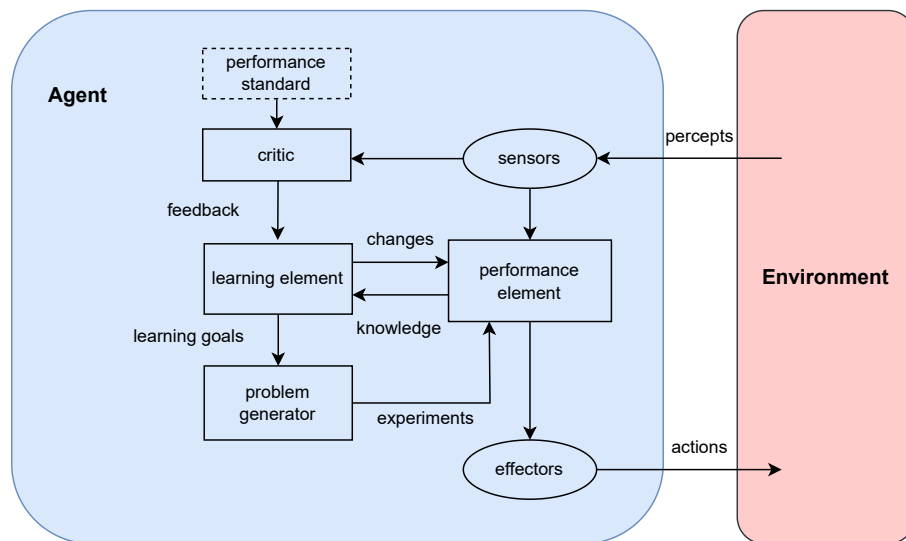 performance
standard
Agent
critic
sensors
percepts
feedback
changes
learning element
performance
element
Environment
knowledge
learning goals
problem
generator
experiments
effectors
actions